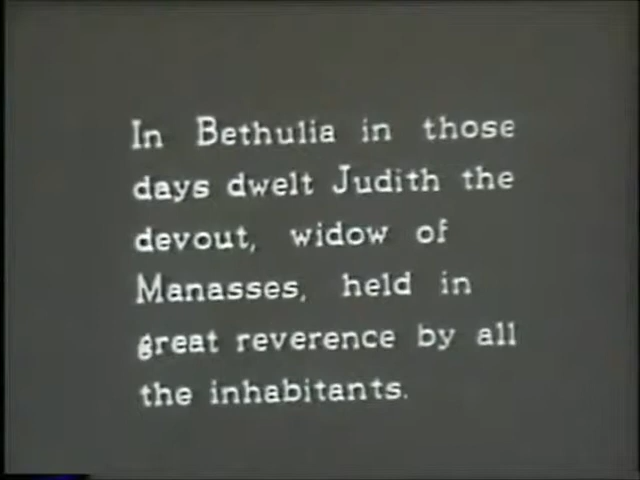 In Bethulia in those
days dwelt Judith the
devout, widow of
Manasses, held in
great reverence by all
the inhabitants.